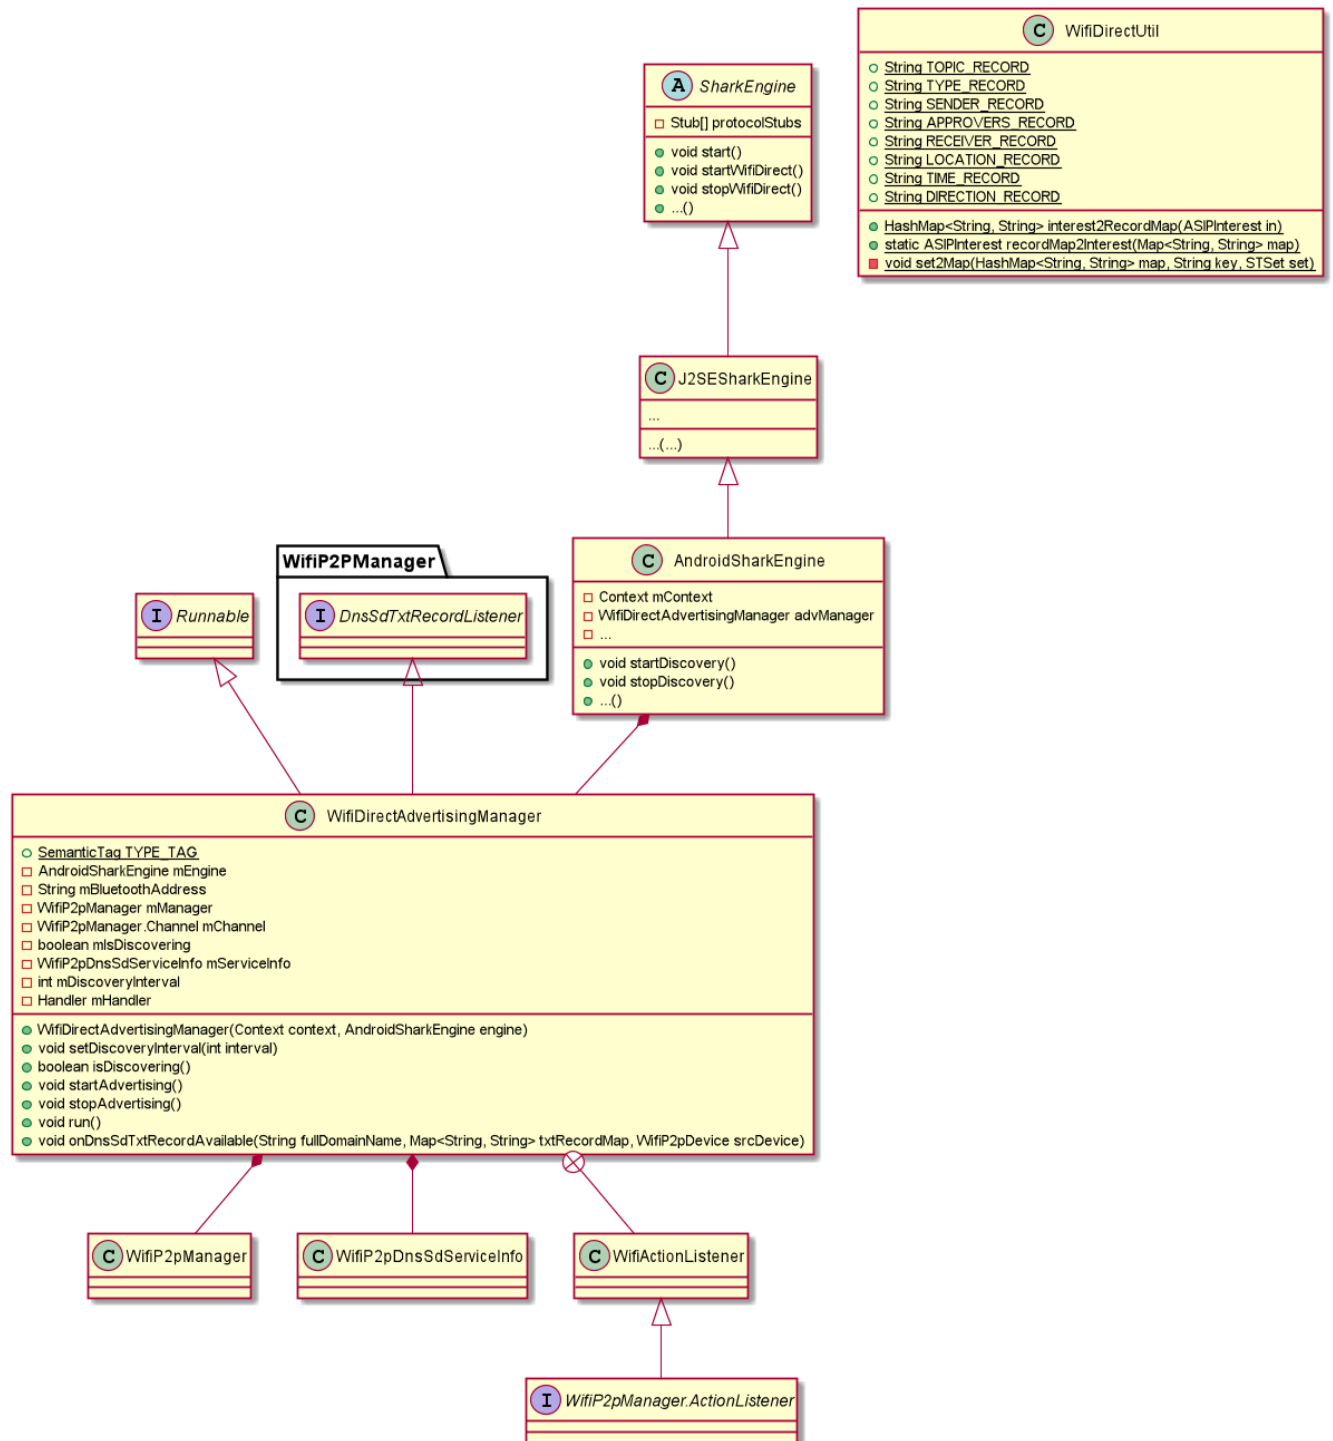 C WifiDirectUtil
String TOPIC_RECORD
String TYPE_RECORD
String SENDER_RECORD
String APPROVERS_RECORD
String RECEIVER_RECORD
String LOCATION_RECORD
String TIME_RECORD
String DIRECTION_RECORD
HashMap<String, String> interest2RecordMap(ASIPInterest in)
static ASIPInterest recordMap2Interest(Map<String, String> map)
void set2Map(HashMap<String, String> map, String key, STSet set)
A SharkEngine
Stub[] protocolStubs
void start()
void startWifiDirect()
void stopWifiDirect()
...()
C J2SESharkEngine
...
...(...)
WifiP2PManager
I Runnable
I DnsSdTxtRecordListener
C AndroidSharkEngine
Context mContext
WifiDirectAdvertisingManager advManager
...
void startDiscovery()
void stopDiscovery()
...()
C WifiDirectAdvertisingManager
SemanticTag TYPE_TAG
AndroidSharkEngine mEngine
String mBluetoothAddress
WifiP2pManager mManager
WifiP2pManager.Channel mChannel
boolean mIsDiscovering
WifiP2pDnsSdServiceInfo mServiceInfo
int mDiscoveryInterval
Handler mHandler
WifiDirectAdvertisingManager(Context context, AndroidSharkEngine engine)
void setDiscoveryInterval(int interval)
boolean isDiscovering()
void startAdvertising()
void stopAdvertising()
void run()
void onDnsSdTxtRecordAvailable(String fullDomainName, Map<String, String> txtRecordMap, WifiP2pDevice srcDevice)
C WifiP2pManager
C WifiP2pDnsSdServiceInfo
C WifiActionListener
I WifiP2pManager.ActionListener